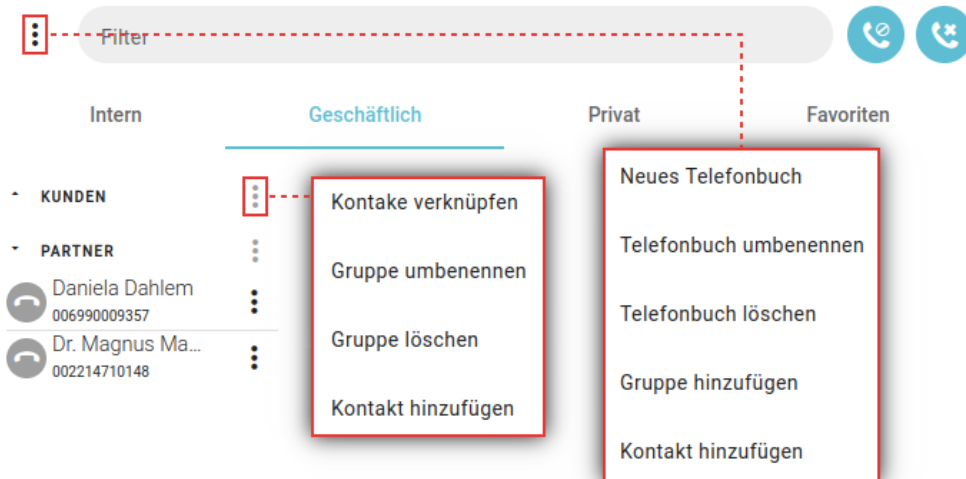 Filter
Intern
Geschäftlich
Privat
Favoriten
KUNDEN
PARTNER
Daniela Dahlem
006990009357
Dr. Magnus Ma...
002214710148
Kontake verknüpfen
Gruppe umbenennen
Gruppe löschen
Kontakt hinzufügen
Neues Telefonbuch
Telefonbuch umbenennen
Telefonbuch löschen
Gruppe hinzufügen
Kontakt hinzufügen